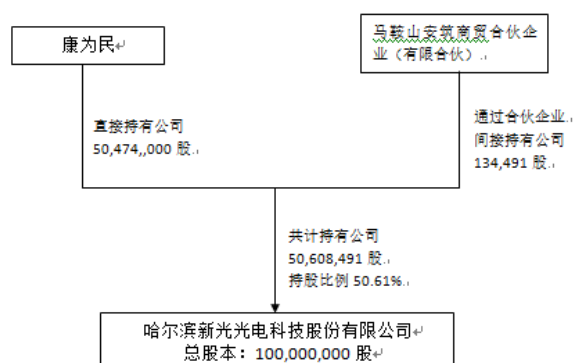 康为民
马鞍山安筑商贸合伙企
业（有限合伙）
直接持有公司
50,474,,000 股
通过合伙企业
间接持有公司
134,491 股
共计持有公司
50,608,491 股
持股比例 50.61%
哈尔滨新光光电科技股份有限公司
总股本：100,000,000 股